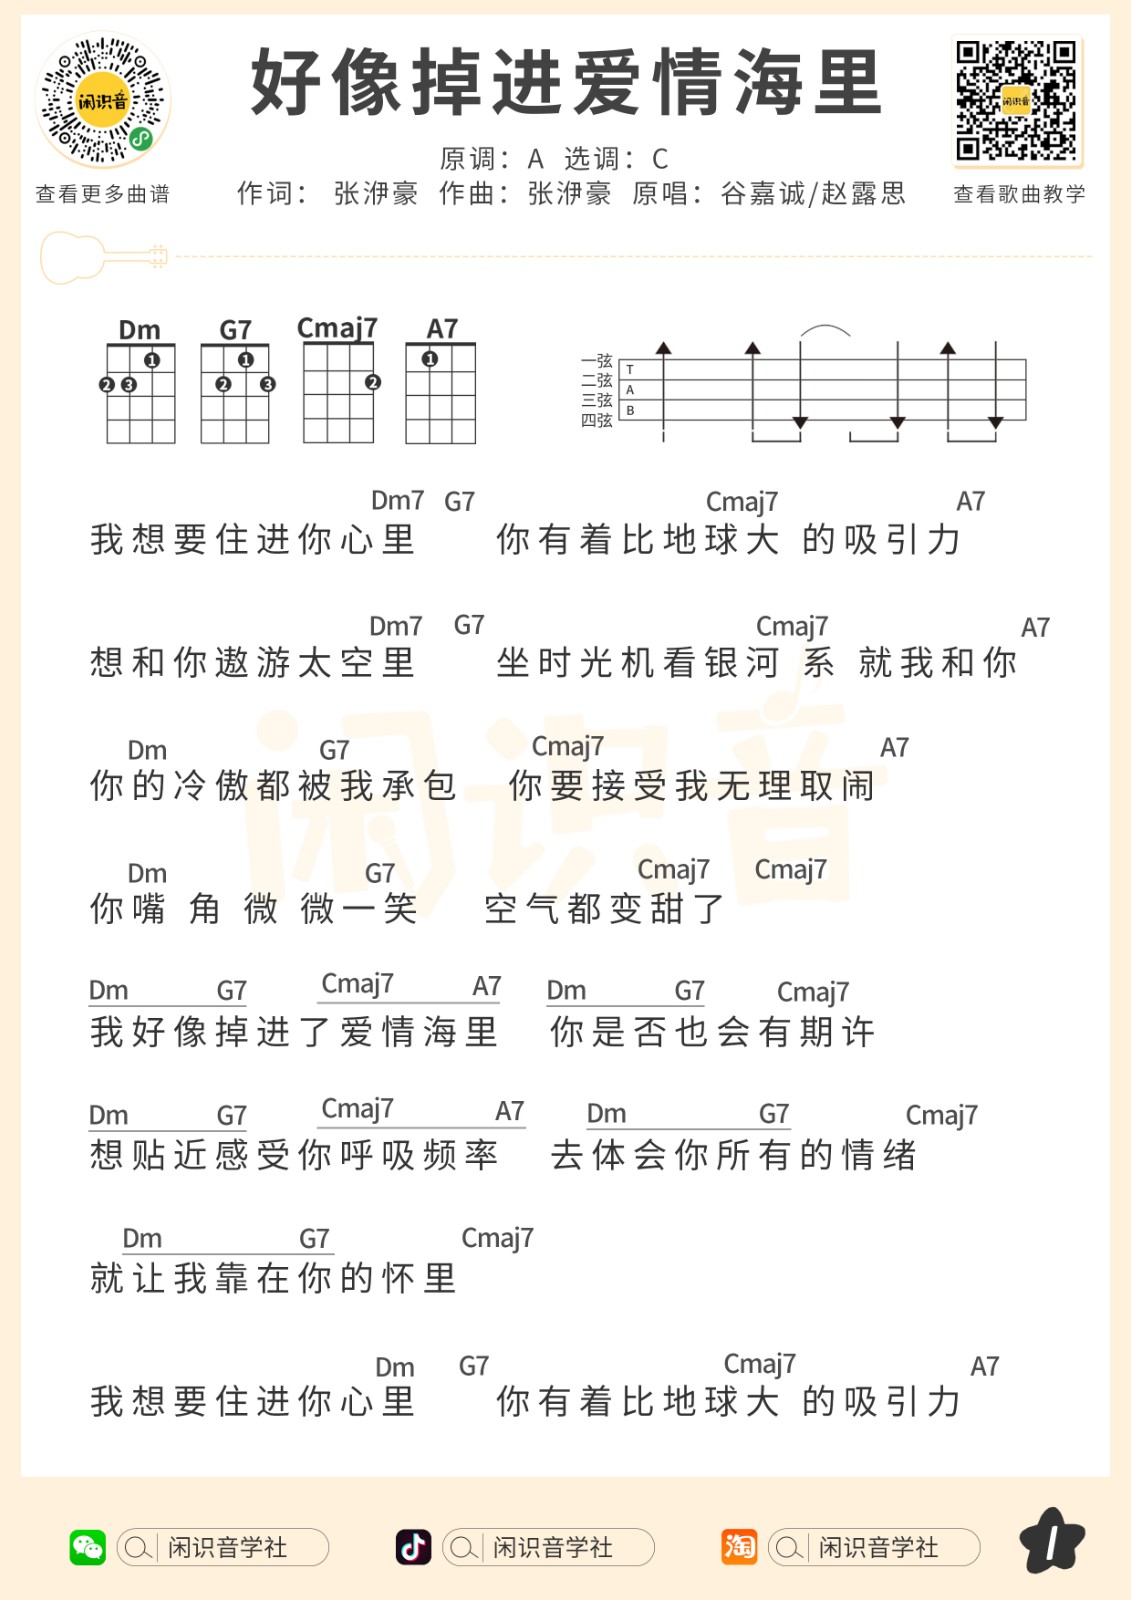 闲识音
查看更多曲谱
好像掉进爱情海里
原调：A 选调：C
作词： 张洢豪 作曲：张洢豪 原唱：谷嘉诚/赵露思
闲识音
查看歌曲教学
Dm G7 Cmaj7 A7
1 1 2 1
2 3 2 3
一弦 T
二弦 A
三弦 B
四弦
Dm7 G7 Cmaj7 A7
我想要住进你心里 你有着比地球大 的吸引力
Dm7 G7 Cmaj7 A7
想和你遨游太空里 坐时光机看银河 系 就我和你
Dm G7 Cmaj7 A7
你的冷傲都被我承包 你要接受我无理取闹
闲识音
Dm G7 Cmaj7 Cmaj7
你嘴 角 微 微一笑 空气都变甜了
Dm G7 Cmaj7 A7 Dm G7 Cmaj7
我好像掉进了爱情海里 你是否也会有期许
Dm G7 Cmaj7 A7 Dm G7 Cmaj7
想贴近感受你呼吸频率 去体会你所有的情绪
Dm G7 Cmaj7
就让我靠在你的怀里
Dm G7 Cmaj7 A7
我想要住进你心里 你有着比地球大 的吸引力
闲识音学社 闲识音学社 淘 闲识音学社 1